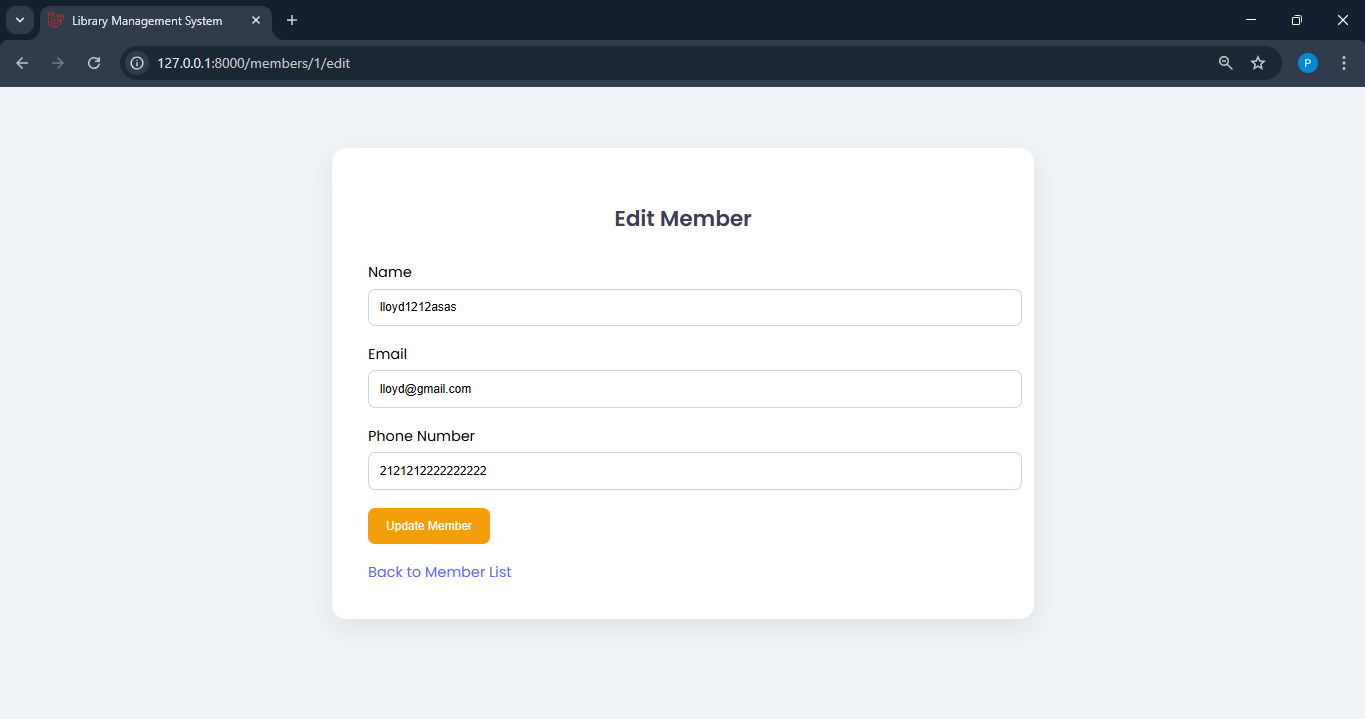 Library Management System
127.0.0.1:8000/members/1/edit
P
Edit Member
Name
lloyd1212asas
Email
lloyd@gmail.com
Phone Number
2121212222222222
Update Member
Back to Member List